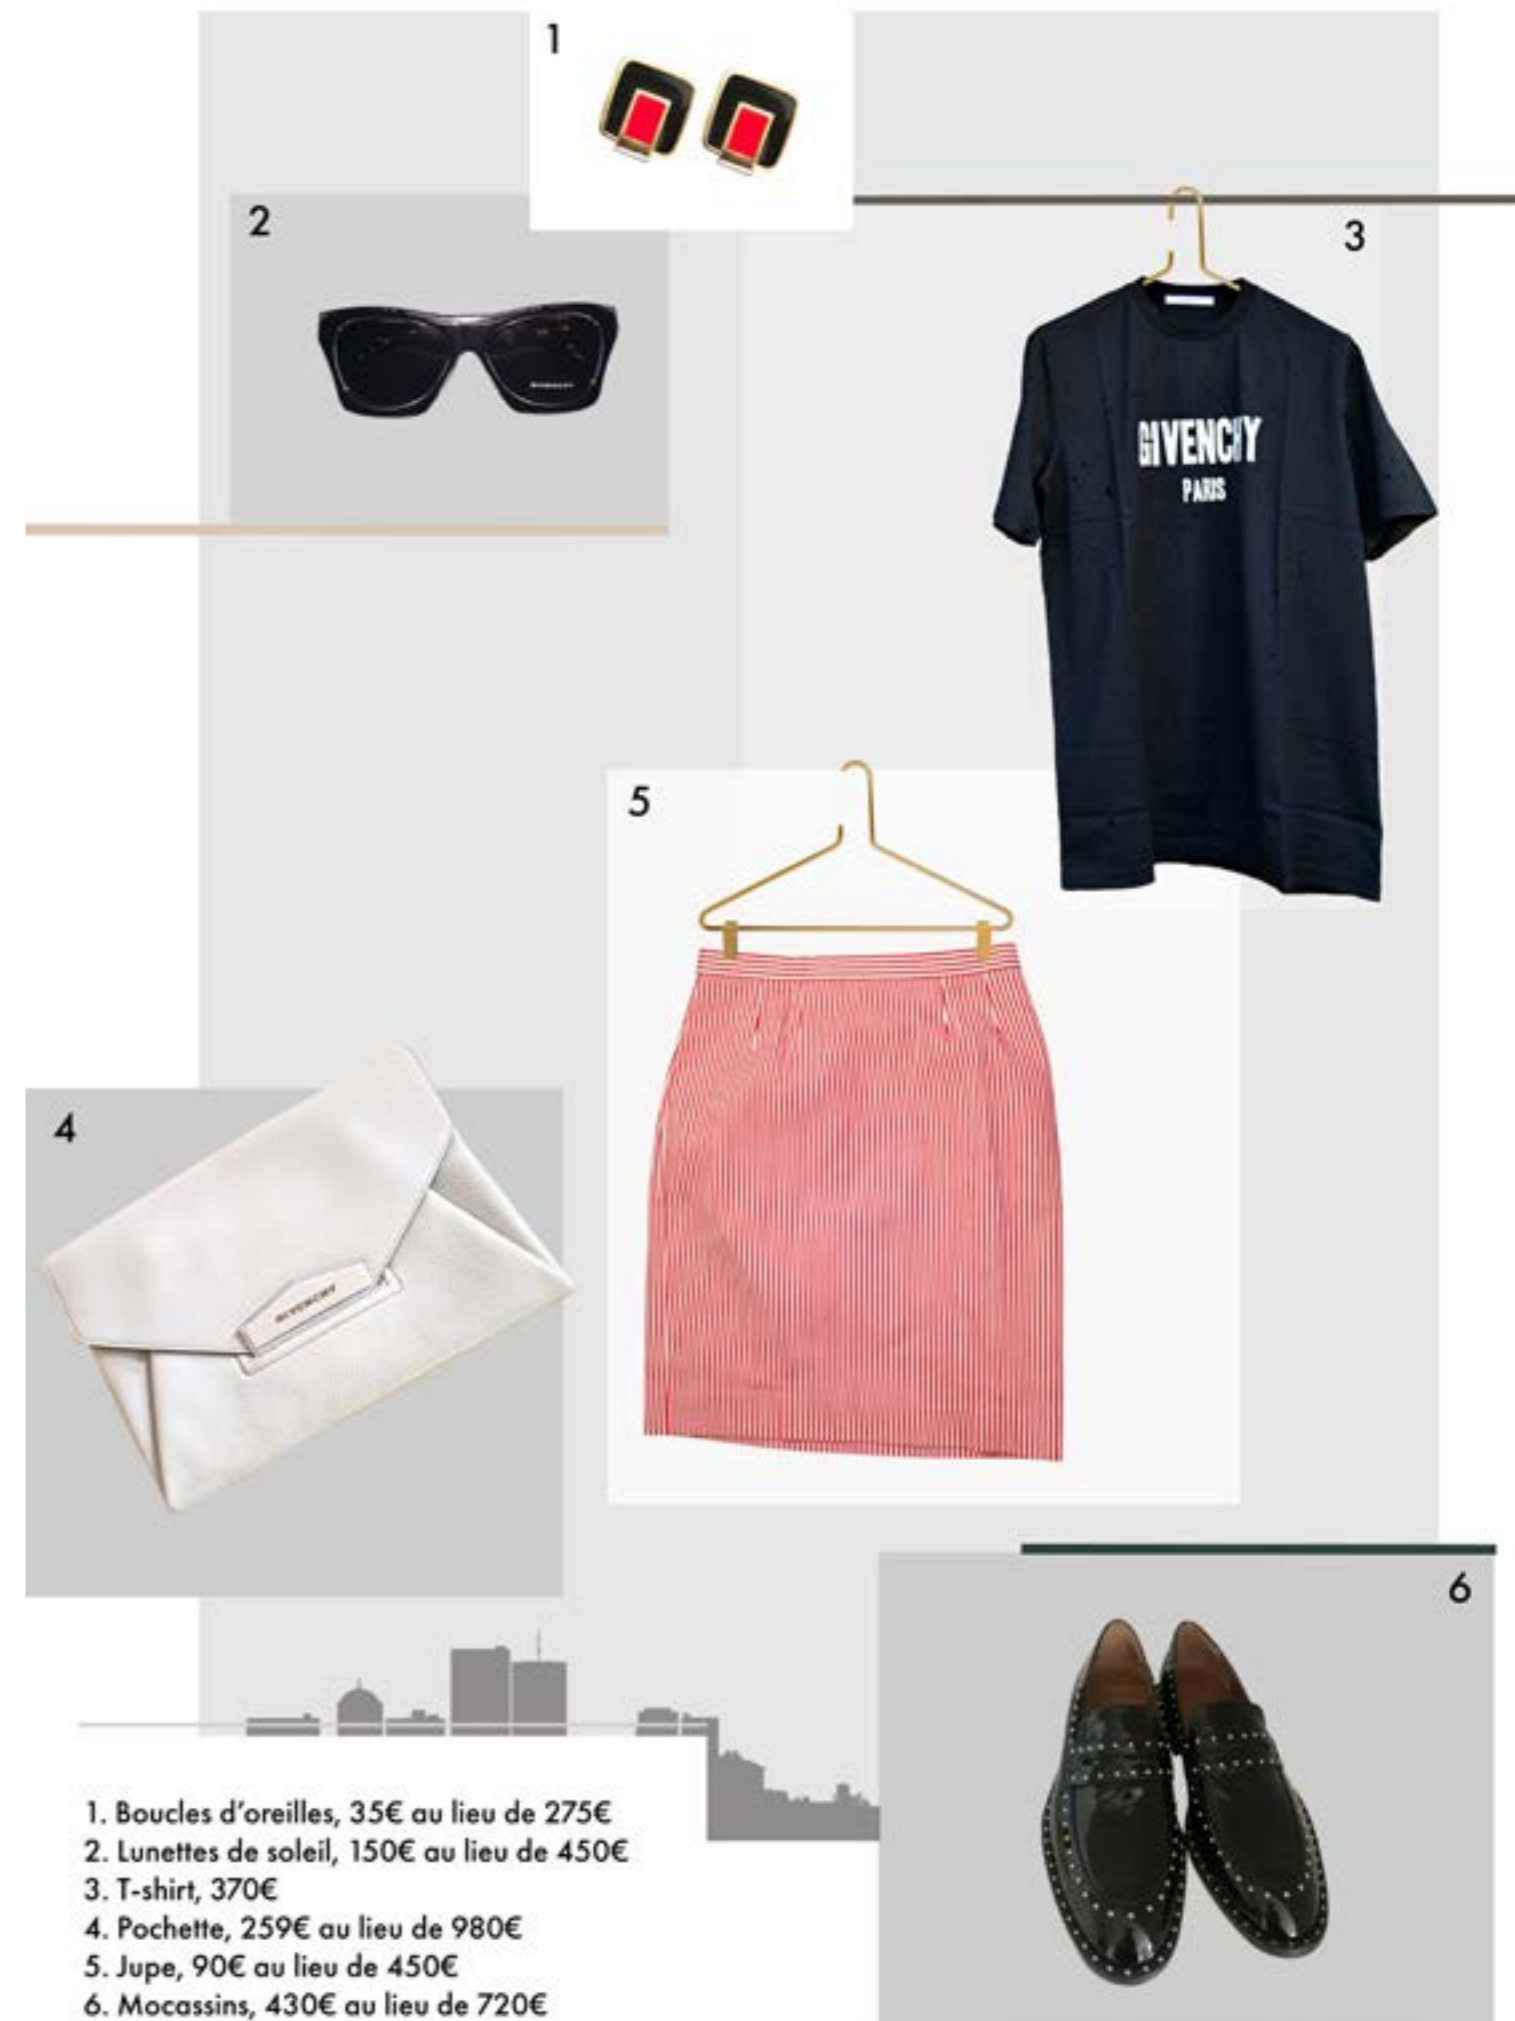 1
2
3
GIVENCHY
PARIS
5
4
GIVENCHY
6
1. Boucles d'oreilles, 35€ au lieu de 275€
2. Lunettes de soleil, 150€ au lieu de 450€
3. T-shirt, 370€
4. Pochette, 259€ au lieu de 980€
5. Jupe, 90€ au lieu de 450€
6. Mocassins, 430€ au lieu de 720€